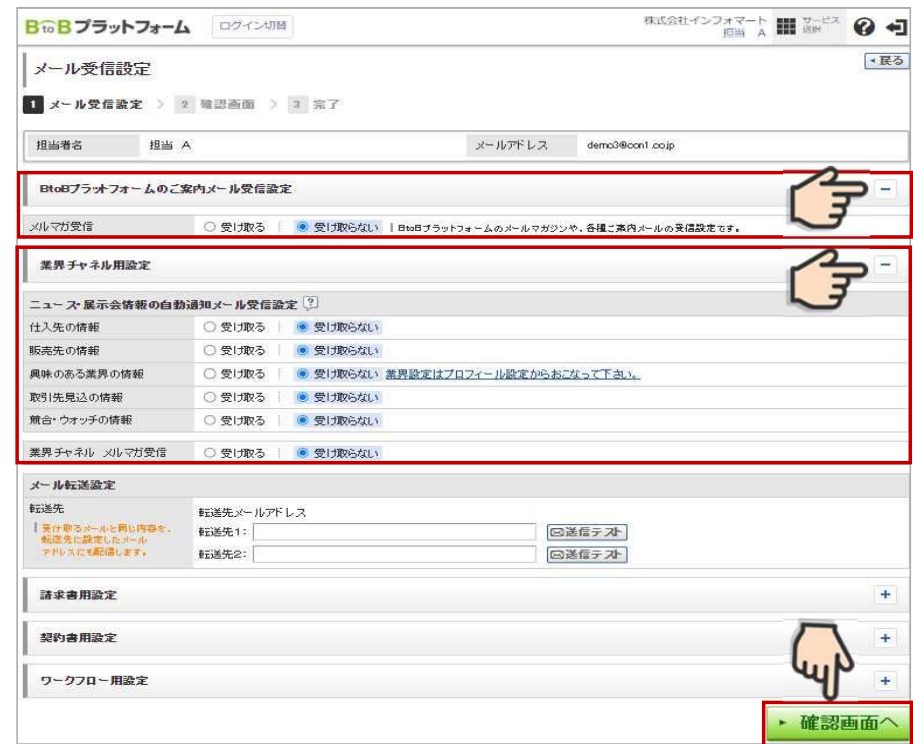 BtoBプラットフォーム ログイン切替 株式会社インフォマート 担当 A サービス選択 ?
メール受信設定 戻る
1 メール受信設定 > 2 確認画面 > 3 完了
担当者名 担当 A メールアドレス demo3@con1.co.jp
BtoBプラットフォームのご案内メール受信設定 −
メルマガ受信 受け取る 受け取らない BtoBプラットフォームのメールマガジンや、各種ご案内メールの受信設定です。
業界チャネル用設定 −
ニュース・展示会情報の自動通知メール受信設定 ?
仕入先の情報 受け取る 受け取らない
販売先の情報 受け取る 受け取らない
興味のある業界の情報 受け取る 受け取らない 業界設定はプロフィール設定からおこなって下さい。
取引先見込の情報 受け取る 受け取らない
競合・ウォッチの情報 受け取る 受け取らない
業界チャネル メルマガ受信 受け取る 受け取らない
メール転送設定
転送先 転送先メールアドレス
受け取るメールと同じ内容を、
転送先に設定したメール
アドレスにも配信します。
転送先1: 送信テスト
転送先2: 送信テスト
請求書用設定 +
契約書用設定 +
ワークフロー用設定 +
確認画面へ